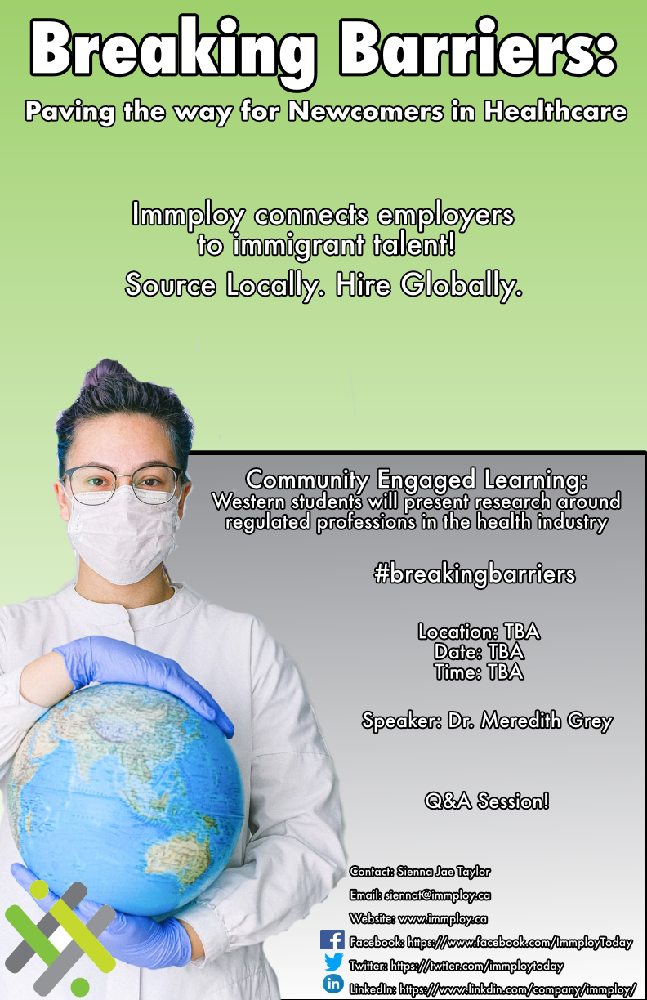 Breaking Barriers:
Paving the way for Newcomers in Healthcare
Immploy connects employers
to immigrant talent!
Source Locally. Hire Globally.
Community Engaged Learning:
Western students will present research around
regulated professions in the health industry
#breakingbarriers
Location: TBA
Date: TBA
Time: TBA
Speaker: Dr. Meredith Grey
Q&A Session!
Contact: Sienna Jae Taylor
Email: siennat@immploy.ca
Website: www.immploy.ca
Facebook: https://www.facebook.com/ImmployToday
Twitter: https://twtter.com/immploytoday
LinkedIn: https://www.linkdin.com/company/immploy/